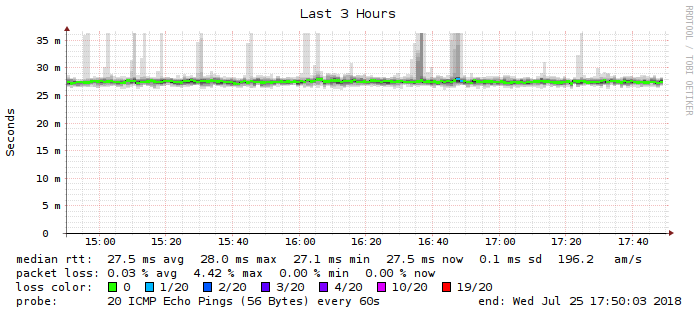 Last 3 Hours
RRDTOOL / TOBI OETIKER
Seconds
35 m
30 m
25 m
20 m
15 m
10 m
5 m
0
15:00 15:20 15:40 16:00 16:20 16:40 17:00 17:20 17:40
median rtt: 27.5 ms avg 28.0 ms max 27.1 ms min 27.5 ms now 0.1 ms sd 196.2 am/s
packet loss: 0.03 % avg 4.42 % max 0.00 % min 0.00 % now
loss color: 0 1/20 2/20 3/20 4/20 10/20 19/20
probe: 20 ICMP Echo Pings (56 Bytes) every 60s end: Wed Jul 25 17:50:03 2018